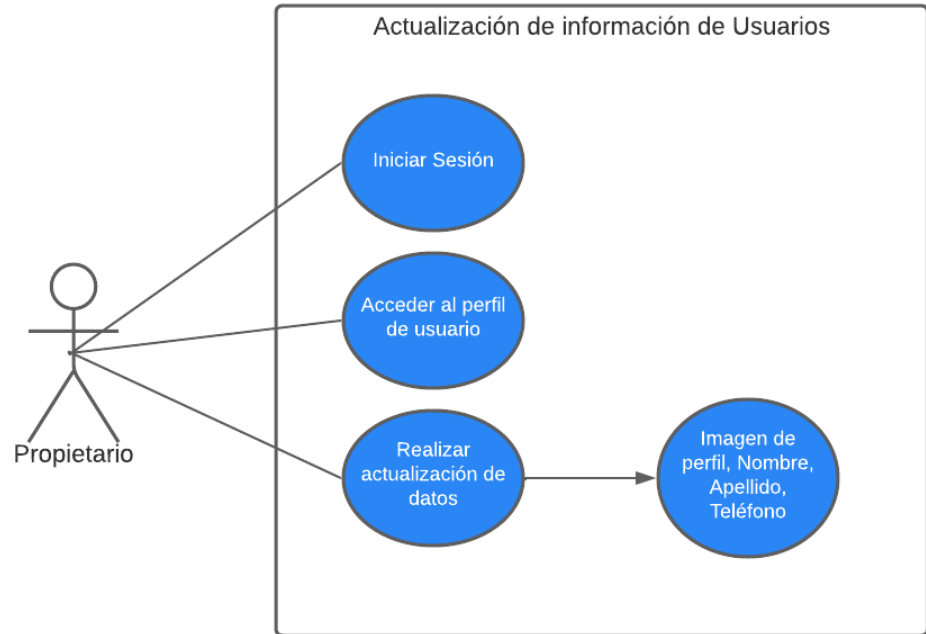 Actualización de información de Usuarios
Iniciar Sesión
Acceder al perfil
de usuario
Propietario
Realizar
actualización de
datos
Imagen de
perfil, Nombre,
Apellido,
Teléfono